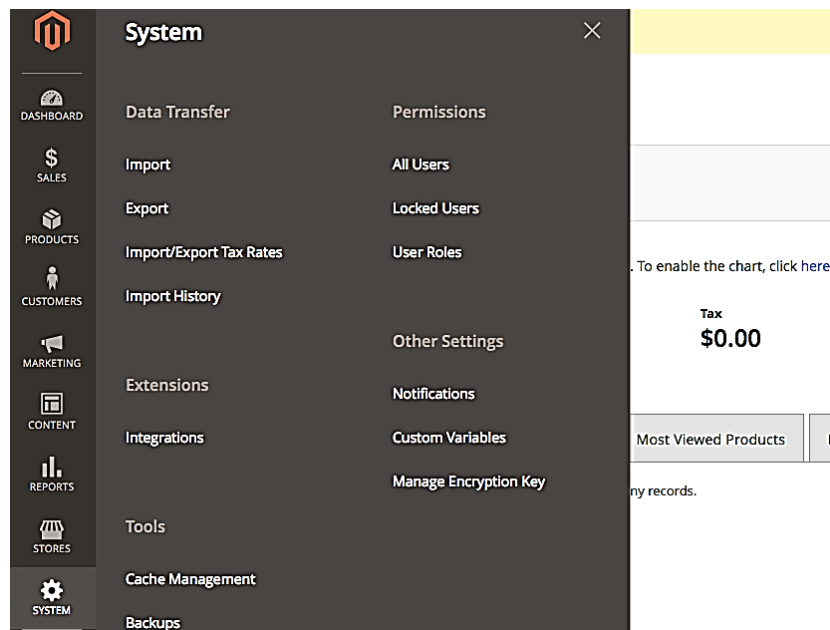 System
DASHBOARD
SALES
PRODUCTS
CUSTOMERS
MARKETING
CONTENT
REPORTS
STORES
SYSTEM
Data Transfer
Import
Export
Import/Export Tax Rates
Import History
Extensions
Integrations
Tools
Cache Management
Backups
Permissions
All Users
Locked Users
User Roles
Other Settings
Notifications
Custom Variables
Manage Encryption Key
. To enable the chart, click here
Tax
$0.00
Most Viewed Products
ny records.